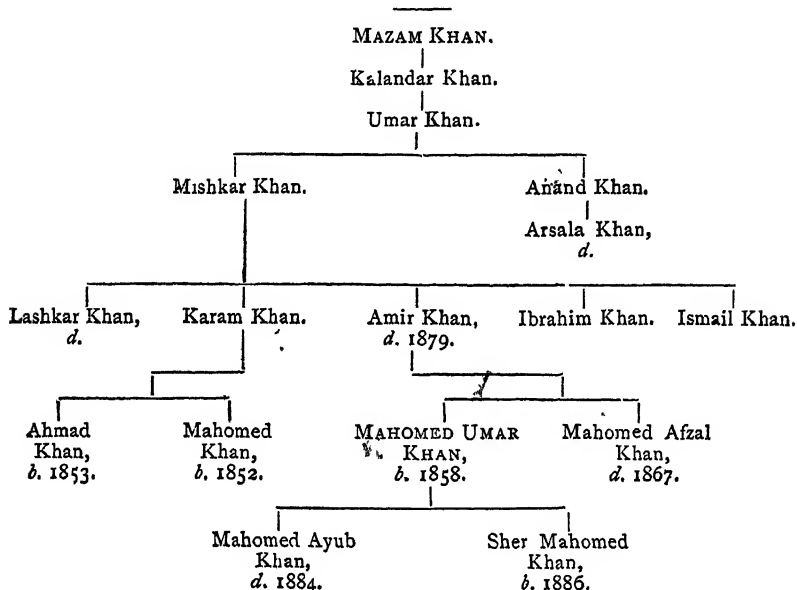 MAZAM KHAN.
Kalandar Khan.
Umar Khan.
Mishkar Khan. Anand Khan.
Arsala Khan,
d.
Lashkar Khan, Karam Khan. Amir Khan, Ibrahim Khan. Ismail Khan.
d. d. 1879.
Ahmad Mahomed MAHOMED UMAR Mahomed Afzal
Khan, Khan, KHAN, Khan,
b. 1853. b. 1852. b. 1858. d. 1867.
Mahomed Ayub Sher Mahomed
Khan, Khan,
d. 1884. b. 1886.